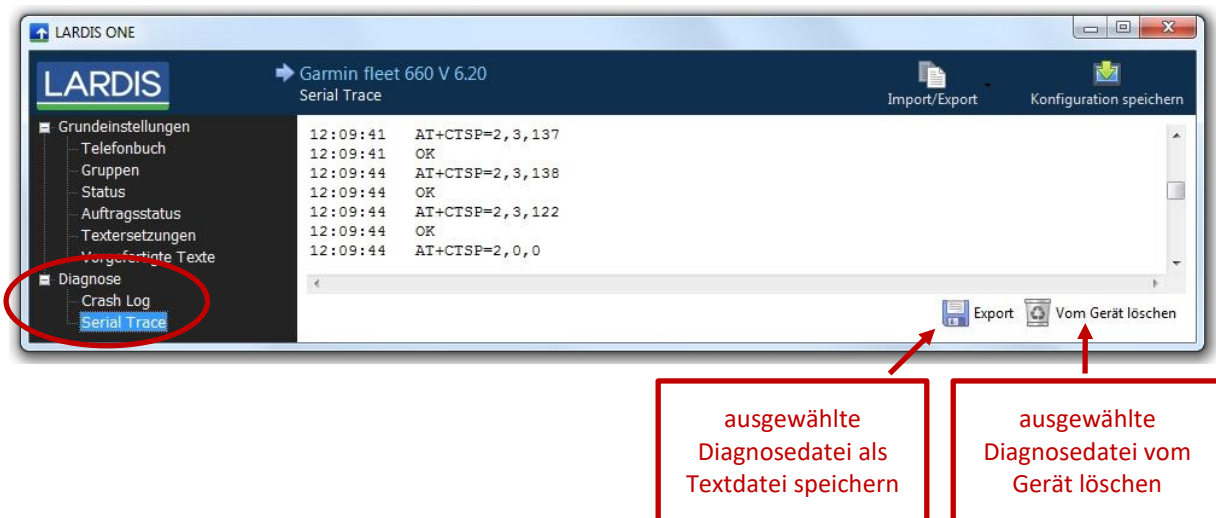 LARDIS ONE
LARDIS
Garmin fleet 660 V 6.20
Serial Trace
Import/Export
Konfiguration speichern
Grundeinstellungen
Telefonbuch
Gruppen
Status
Auftragsstatus
Textersetzungen
Vorgefertigte Texte
Diagnose
Crash Log
Serial Trace
12:09:41 AT+CTSP=2,3,137
12:09:41 OK
12:09:44 AT+CTSP=2,3,138
12:09:44 OK
12:09:44 AT+CTSP=2,3,122
12:09:44 OK
12:09:44 AT+CTSP=2,0,0
Export
Vom Gerät löschen
ausgewählte
Diagnosedatei als
Textdatei speichern
ausgewählte
Diagnosedatei vom
Gerät löschen